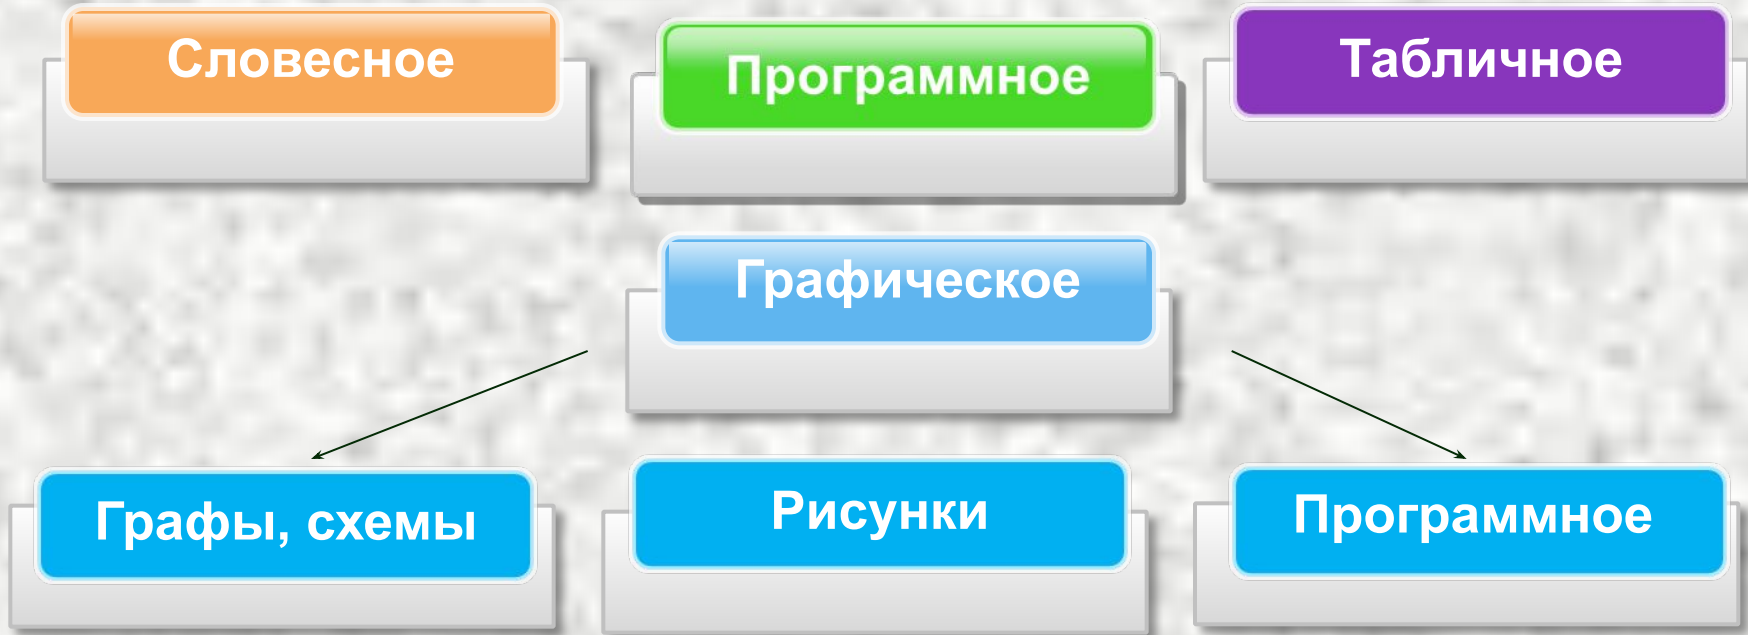 Словесное
Программное
Табличное
Графическое
Графы, схемы
Рисунки
Программное